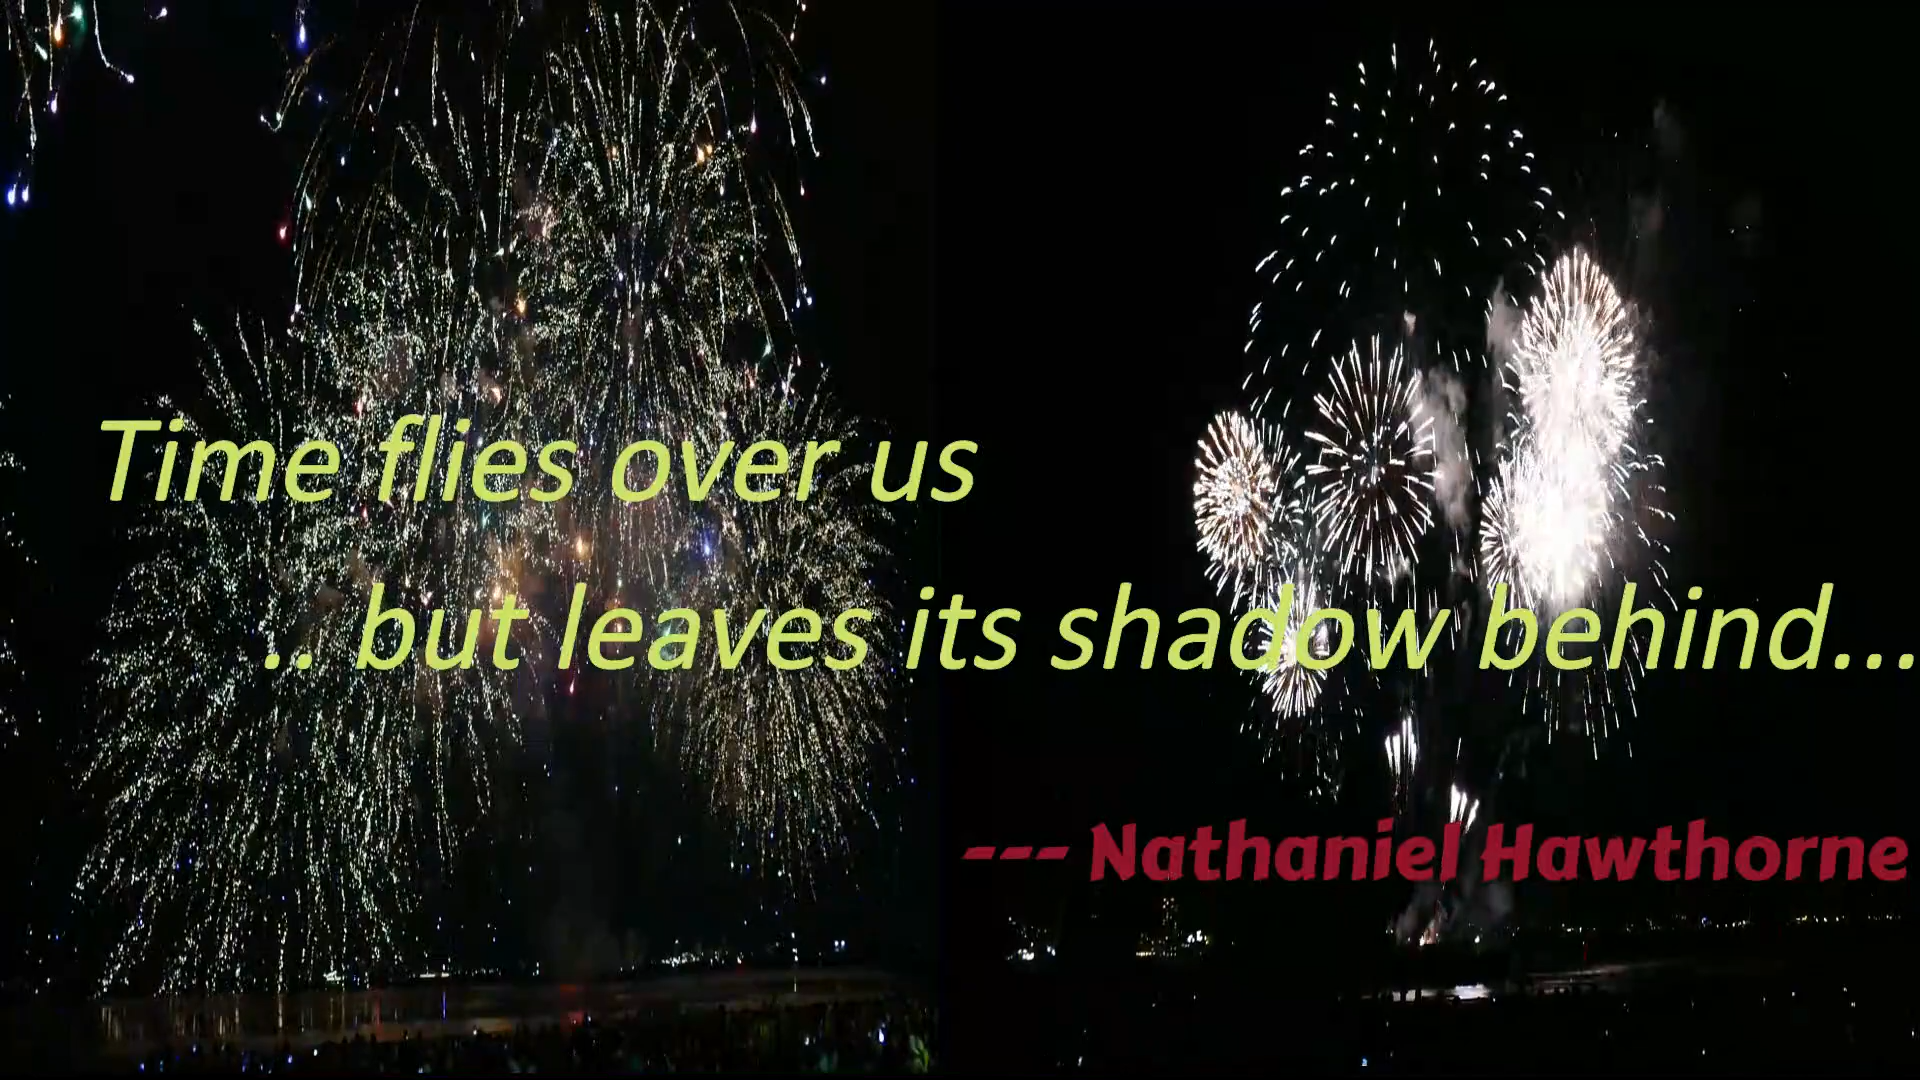 Time flies over us
.. but leaves its shadow behind...
--- Nathaniel Hawthorne